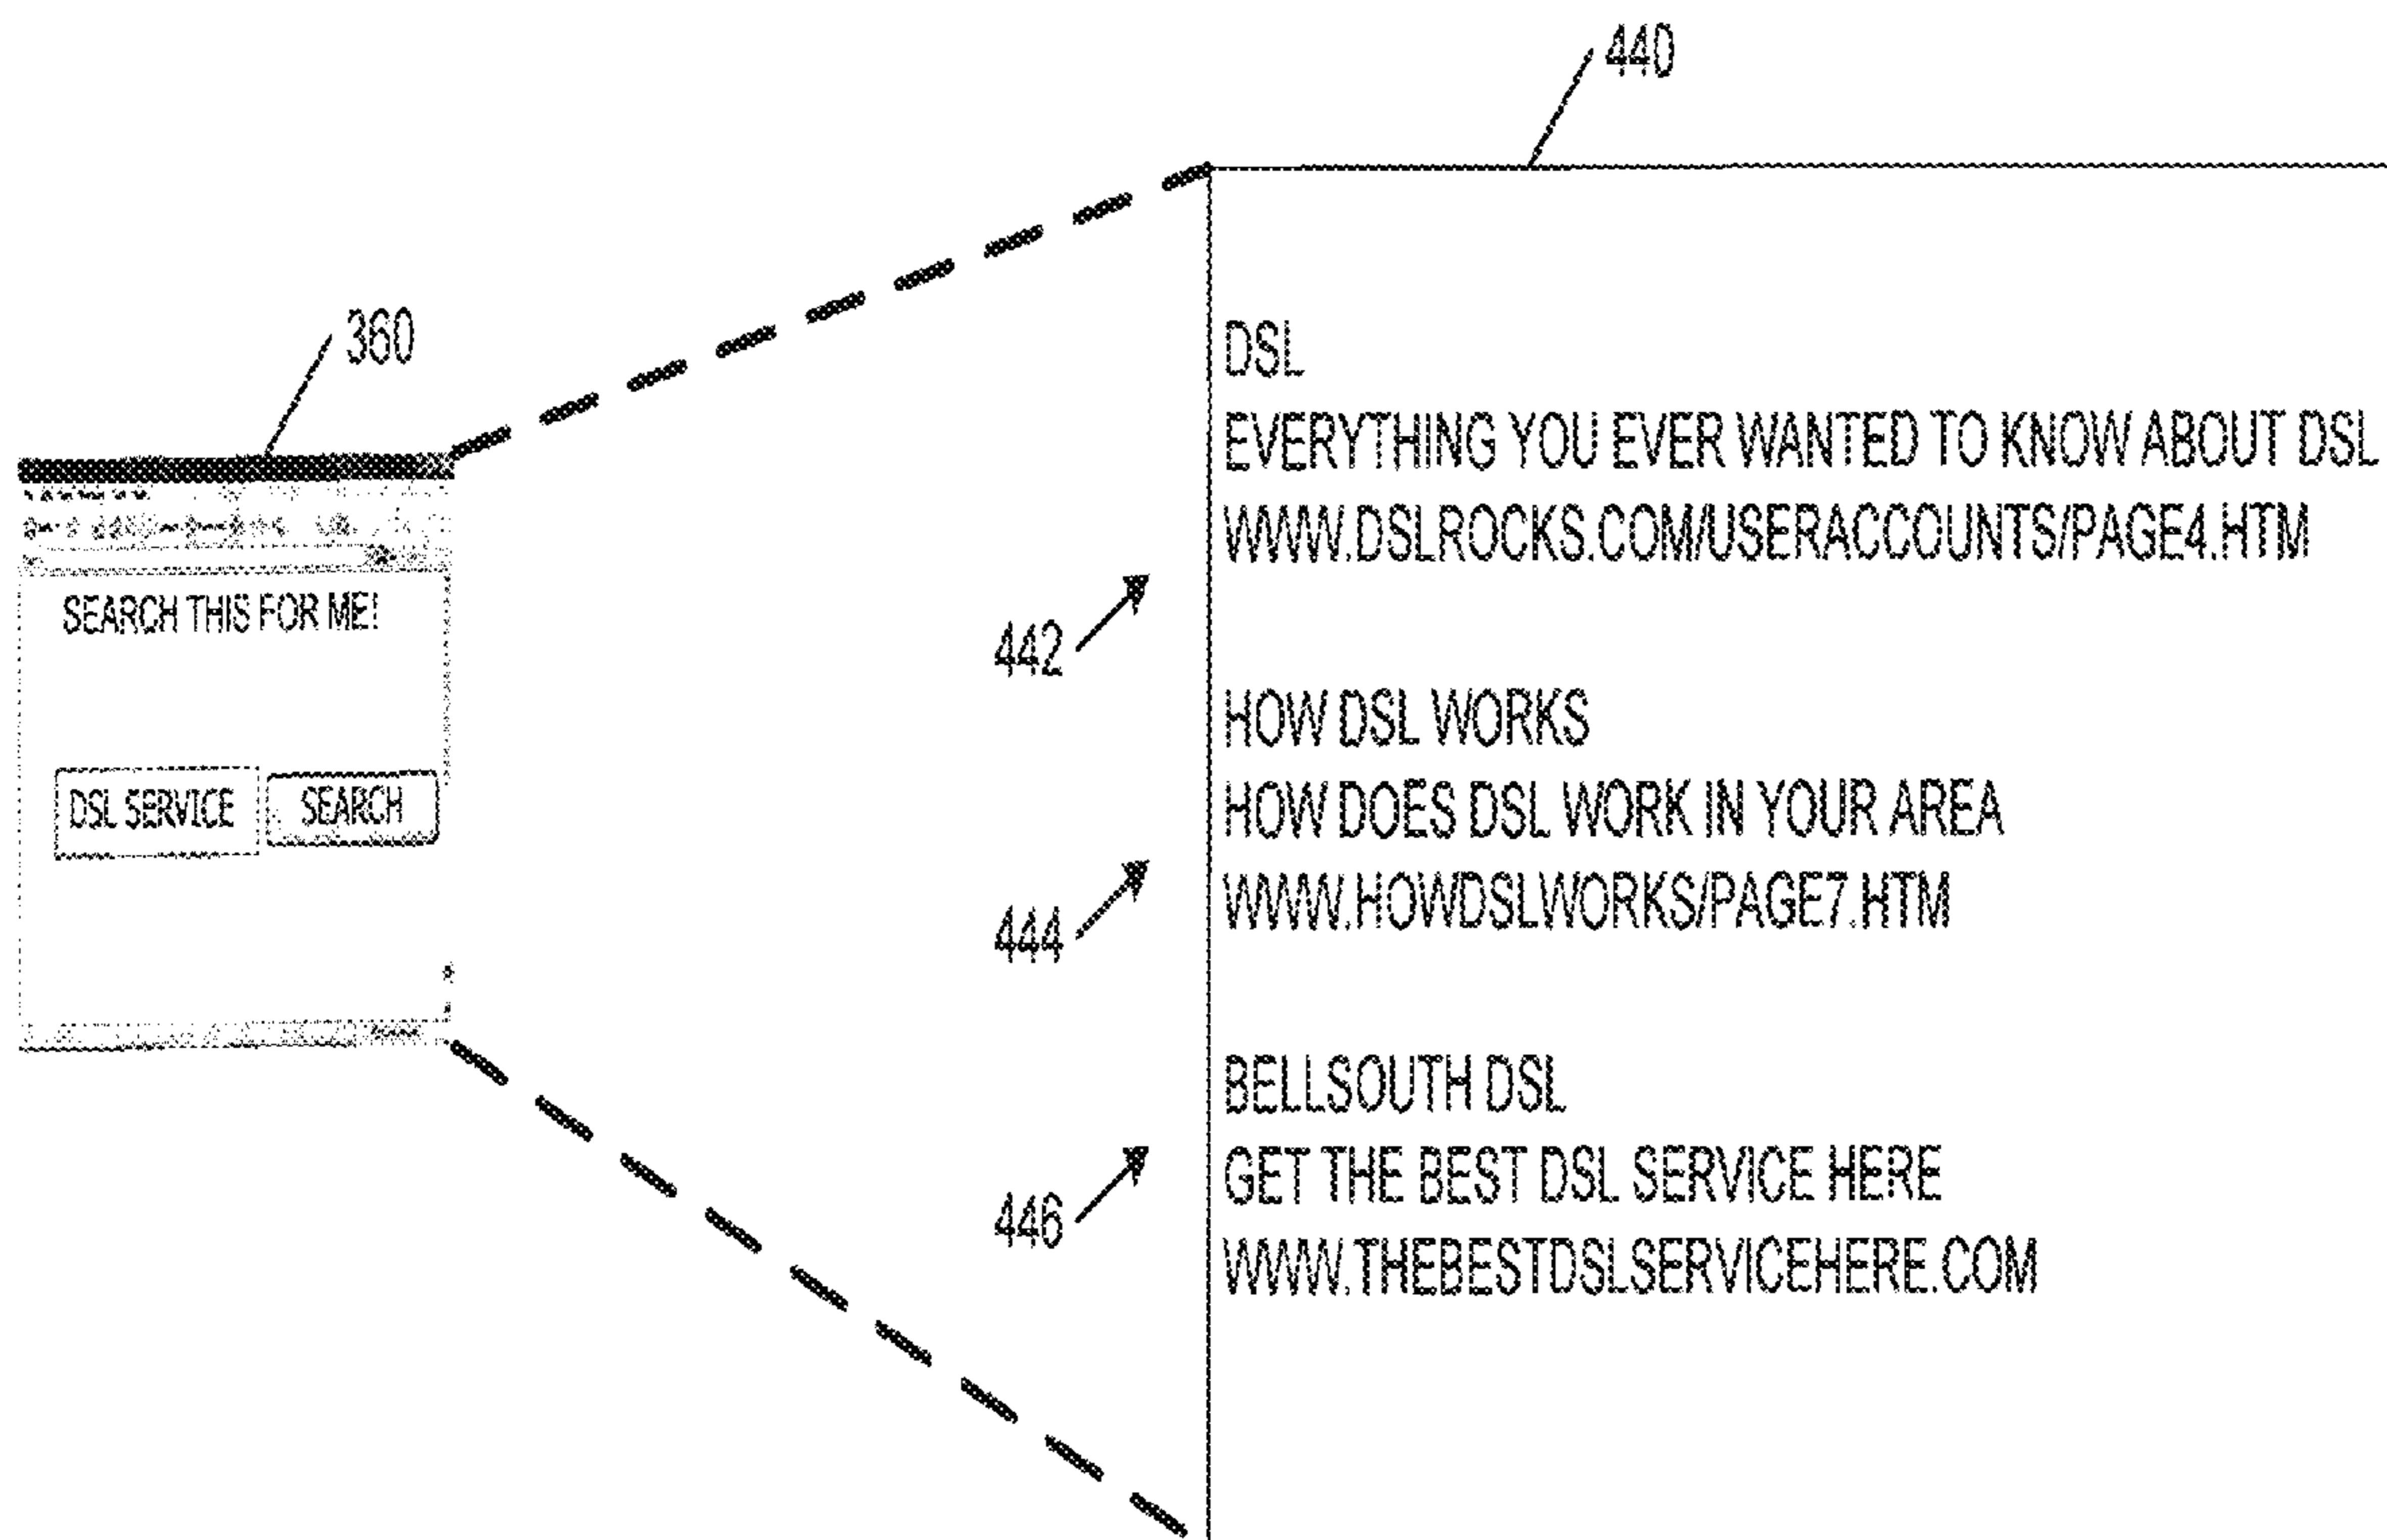 440
360
DSL
EVERYTHING YOU EVER WANTED TO KNOW ABOUT DSL
WWW.DSLROCKS.COM/USERACCOUNTS/PAGE4.HTM
SEARCH THIS FOR ME!
442
HOW DSL WORKS
DSL SERVICE SEARCH
HOW DOES DSL WORK IN YOUR AREA
WWW.HOWDSLWORKS/PAGE7.HTM
444
BELLSOUTH DSL
GET THE BEST DSL SERVICE HERE
446
WWW.THEBESTDSLSERVICEHERE.COM